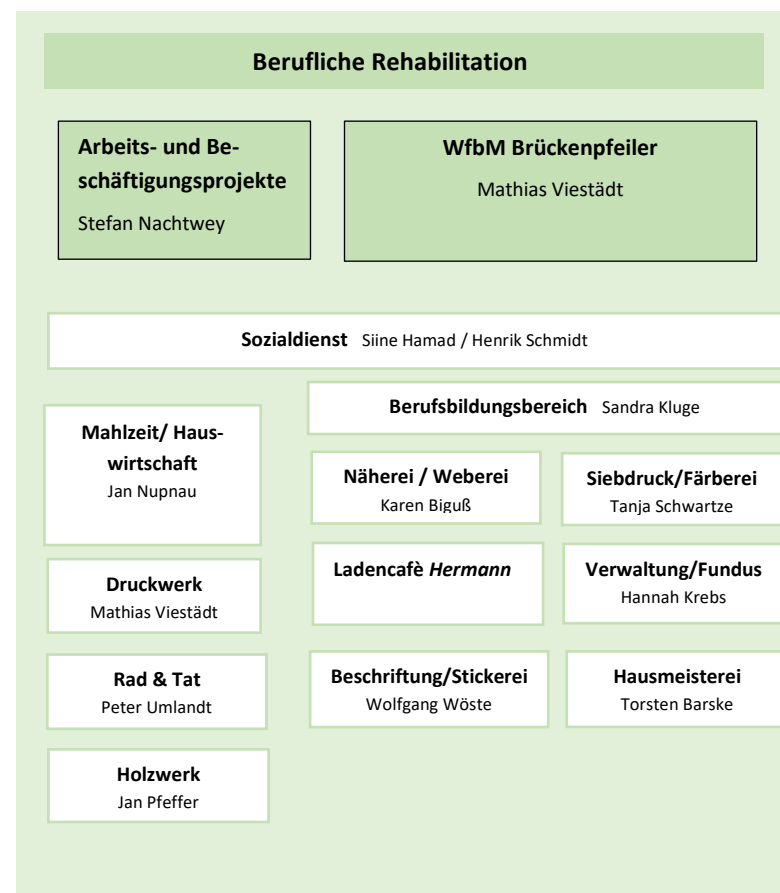 Berufliche Rehabilitation
Arbeits- und Be-
schäftigungsprojekte
Stefan Nachtwey
WfbM Brückenpfeiler
Mathias Viestädt
Sozialdienst Siine Hamad / Henrik Schmidt
Mahlzeit/ Haus-
wirtschaft
Jan Nupnau
Druckwerk
Mathias Viestädt
Rad & Tat
Peter Umlandt
Holzwerk
Jan Pfeffer
Berufsbildungsbereich Sandra Kluge
Näherei / Weberei
Karen Biguß
Siebdruck/Färberei
Tanja Schwartze
Ladencafè Hermann
Verwaltung/Fundus
Hannah Krebs
Beschriftung/Stickerei
Wolfgang Wöste
Hausmeisterei
Torsten Barske